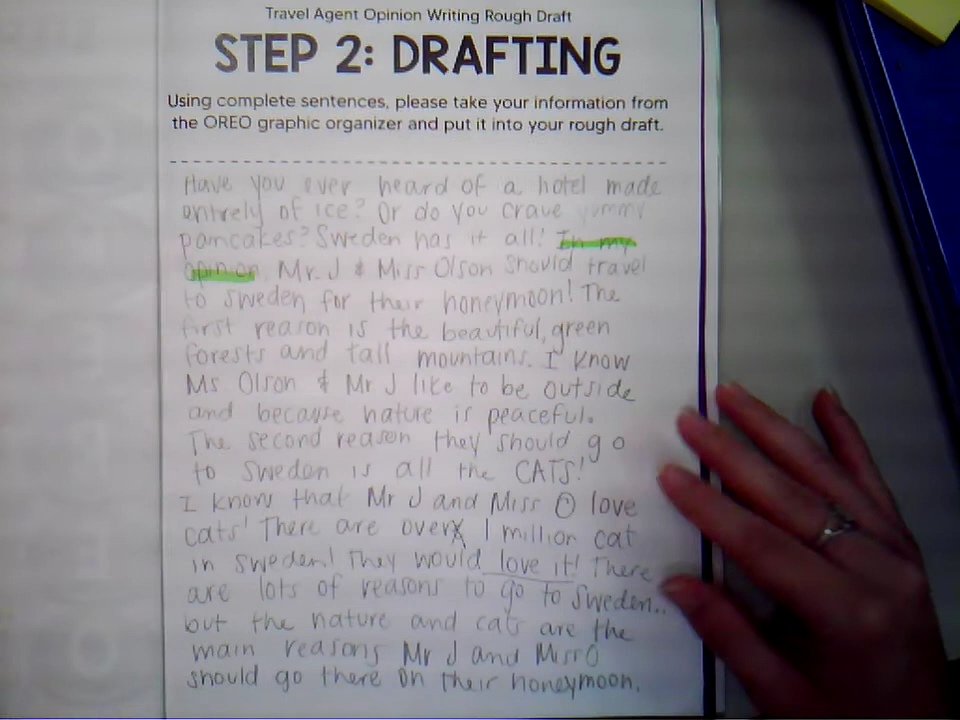 Travel Agent Opinion Writing Rough Draft
STEP 2: DRAFTING
Using complete sentences, please take your information from
the OREO graphic organizer and put it into your rough draft.
Have you ever heard of a hotel made
entirely of ice? Or do you crave yummy
pancakes? Sweden has it all! In my
opinion Mr. J & Miss Olson should travel
to sweden for their honeymoon! The
first reason is the beautiful, green
forests and tall mountains. I know
Ms Olson & Mr J like to be outside
and because nature is peaceful.
The second reason they should go
to Sweden is all the CATS!
I know that Mr J and Miss O love
cats! There are over 1 million cat
in sweden! They would love it! There
are lots of reasons to go to Sweden..
but the nature and cats are the
main reasons Mr J and Miss O
should go there on their honeymoon.